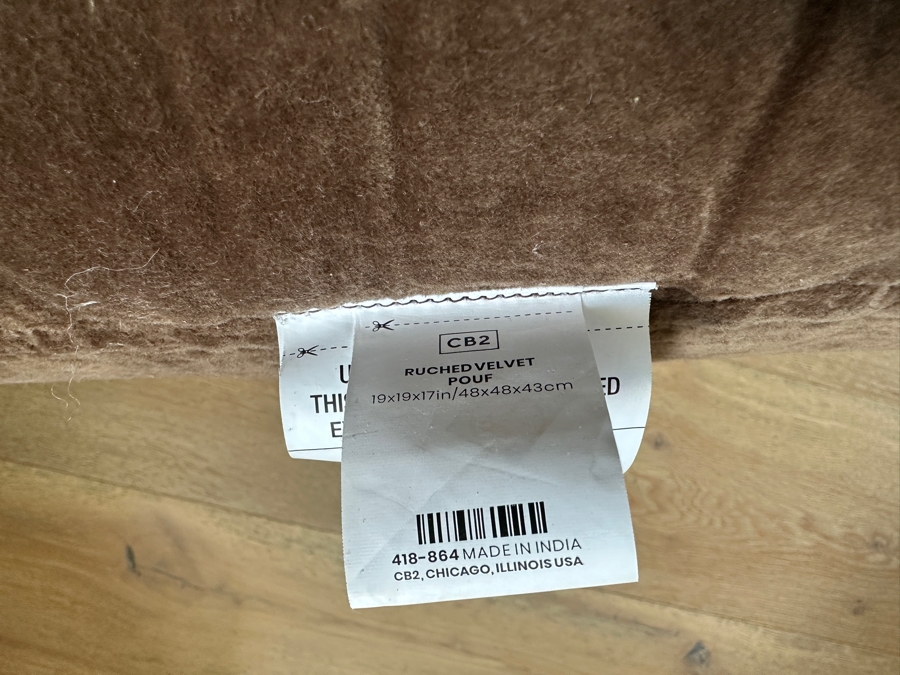 CB2
RUCHED VELVET
POUF
19x19x17in/48x48x43cm
418-864 MADE IN INDIA
CB2, CHICAGO, ILLINOIS USA